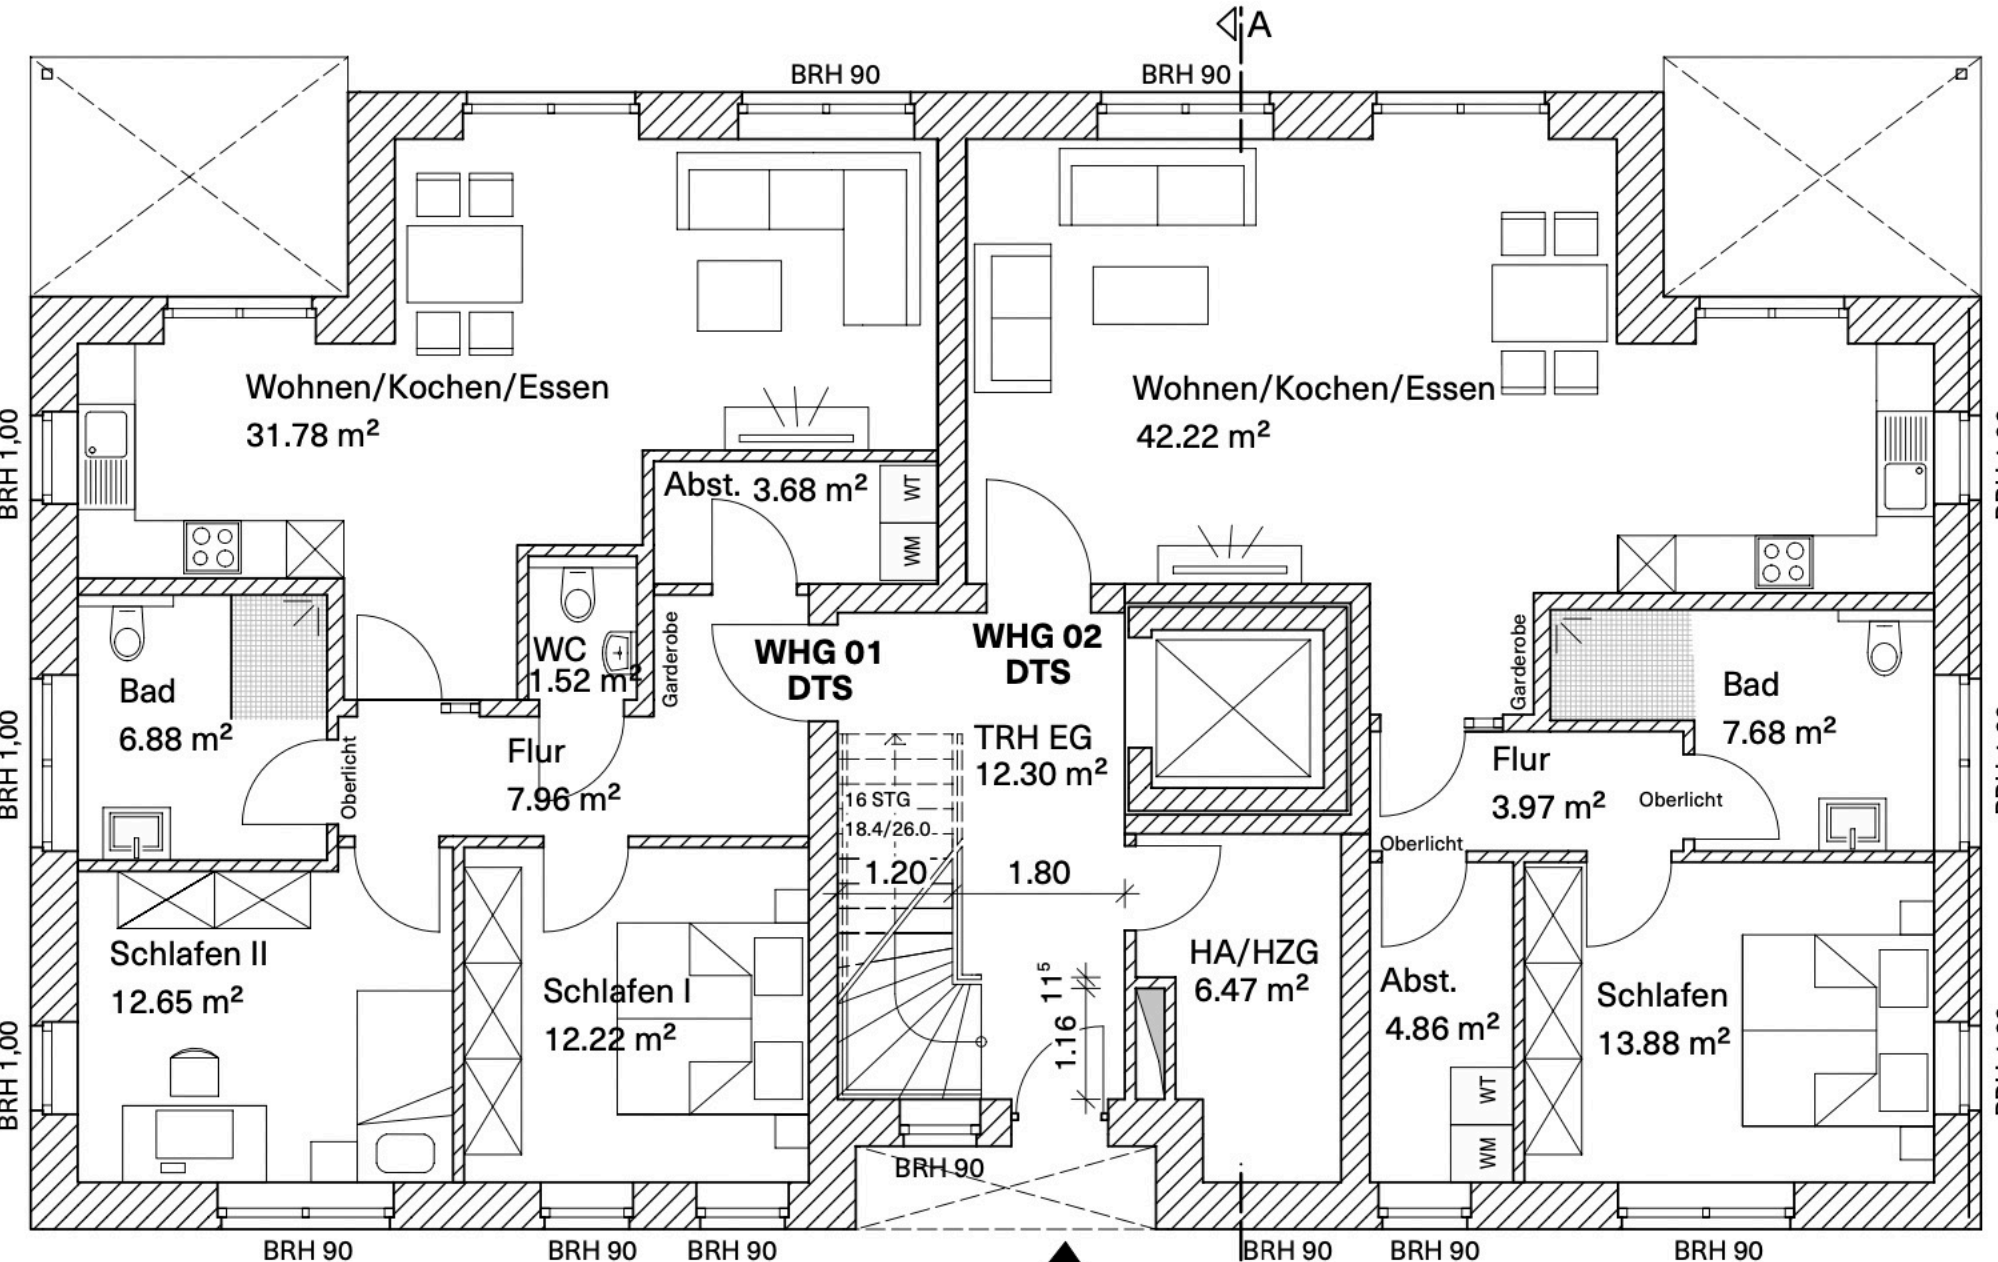 A
BRH 90
BRH 90
Wohnen/Kochen/Essen
31.78 m²
Wohnen/Kochen/Essen
42.22 m²
BRH 1,00
Abst. 3.68 m²
WT
WM
WC
1.52 m²
Garderobe
WHG 01
DTS
WHG 02
DTS
Garderobe
Bad
6.88 m²
BRH 1,00
Oberlicht
Flur
7.96 m²
TRH EG
12.30 m²
16 STG
18.4/26.0
1.20
1.80
Flur
3.97 m²
Oberlicht
Oberlicht
Bad
7.68 m²
Schlafen II
12.65 m²
BRH 1,00
Schlafen I
12.22 m²
11⁵
1.16
HA/HZG
6.47 m²
Abst.
4.86 m²
WT
WM
Schlafen
13.88 m²
BRH 90
BRH 90
BRH 90
BRH 90
BRH 90
BRH 90
BRH 90